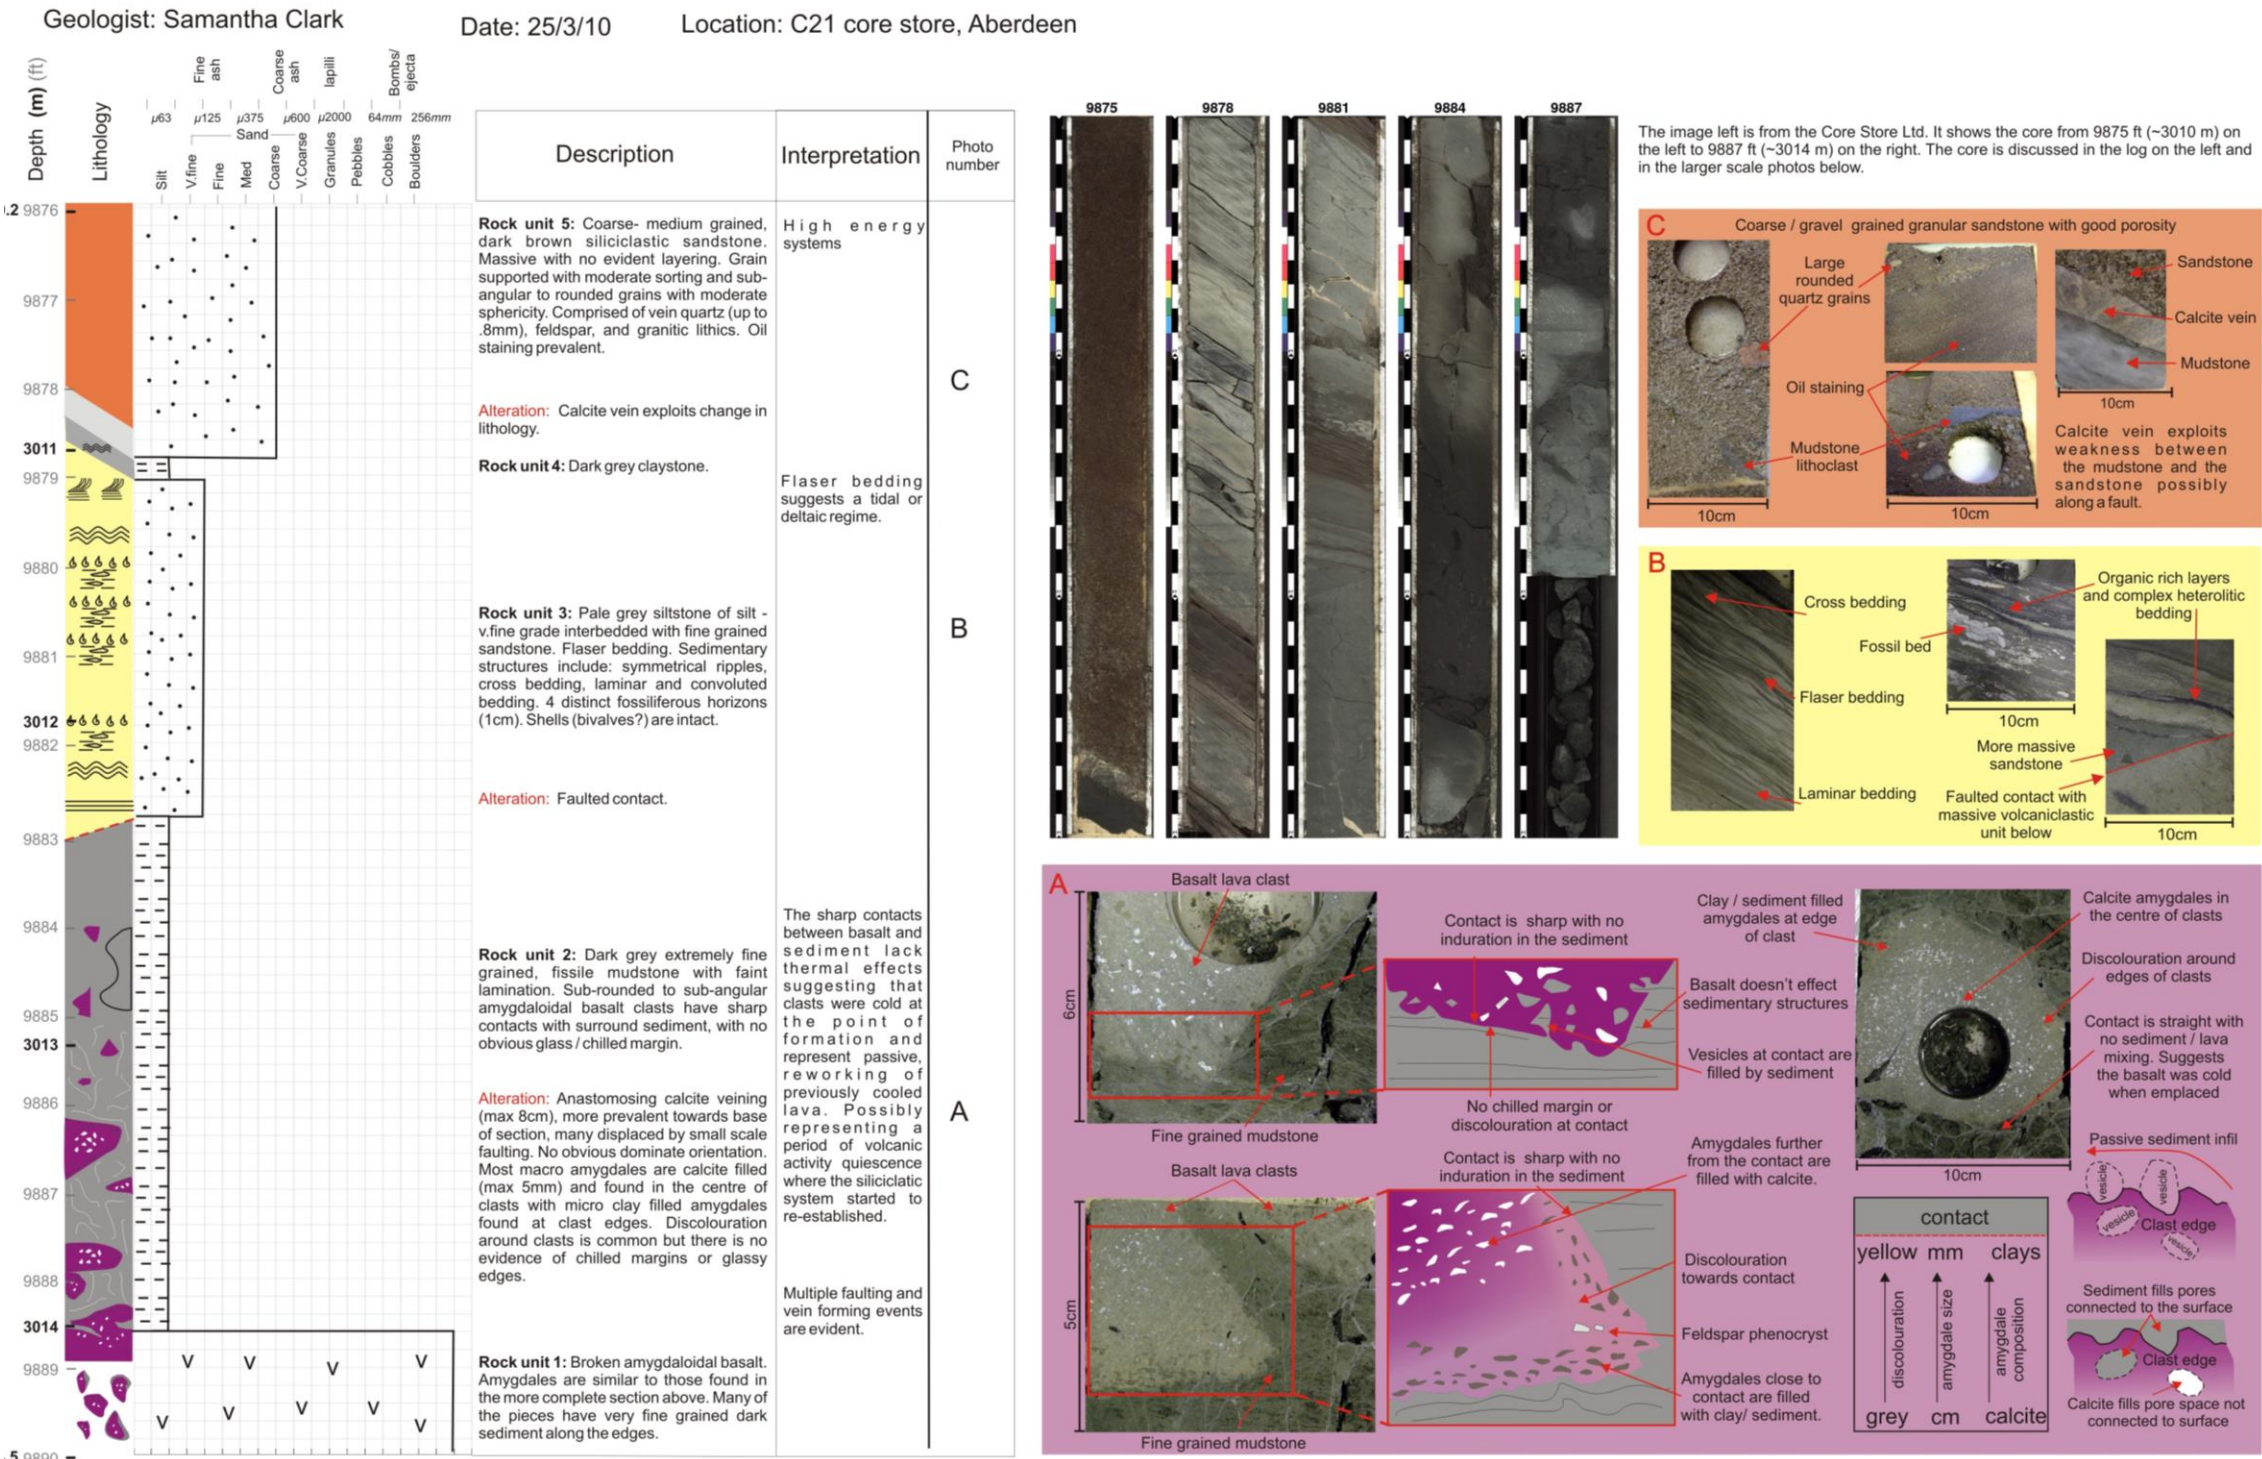 Geologist: Samantha Clark
Date: 25/3/10
Location: C21 core store, Aberdeen
Depth (m) (ft)
Lithology
Fine
ash
Coarse
ash
lapilli
Bombs/
ejecta
µ63
µ125
µ375
µ600
µ2000
64mm
256mm
Sand
Silt
V.fine
Fine
Med
Coarse
V.Coarse
Granules
Pebbles
Cobbles
Boulders
Description
Interpretation
Photo
number
.2 9876
9877
9878
3011
9879
9880
9881
3012
9882
9883
9884
9885
3013
9886
9887
9888
3014
9889
.5 9890
Rock unit 5: Coarse- medium grained,
dark brown siliciclastic sandstone.
Massive with no evident layering. Grain
supported with moderate sorting and sub-
angular to rounded grains with moderate
sphericity. Comprised of vein quartz (up to
.8mm), feldspar, and granitic lithics. Oil
staining prevalent.
Alteration: Calcite vein exploits change in
lithology.
Rock unit 4: Dark grey claystone.
Rock unit 3: Pale grey siltstone of silt -
v.fine grade interbedded with fine grained
sandstone. Flaser bedding. Sedimentary
structures include: symmetrical ripples,
cross bedding, laminar and convoluted
bedding. 4 distinct fossiliferous horizons
(1cm). Shells (bivalves?) are intact.
Alteration: Faulted contact.
Rock unit 2: Dark grey extremely fine
grained, fissile mudstone with faint
lamination. Sub-rounded to sub-angular
amygdaloidal basalt clasts have sharp
contacts with surround sediment, with no
obvious glass / chilled margin.
Alteration: Anastomosing calcite veining
(max 8cm), more prevalent towards base
of section, many displaced by small scale
faulting. No obvious dominate orientation.
Most macro amygdales are calcite filled
(max 5mm) and found in the centre of
clasts with micro clay filled amygdales
found at clast edges. Discolouration
around clasts is common but there is no
evidence of chilled margins or glassy
edges.
Rock unit 1: Broken amygdaloidal basalt.
Amygdales are similar to those found in
the more complete section above. Many of
the pieces have very fine grained dark
sediment along the edges.
High energy
systems
Flaser bedding
suggests a tidal or
deltaic regime.
The sharp contacts
between basalt and
sediment lack
thermal effects
suggesting that
clasts were cold at
the point of
formation and
represent passive,
reworking of
previously cooled
lava. Possibly
representing a
period of volcanic
activity quiescence
where the siliciclatic
system started to
re-established.
Multiple faulting and
vein forming events
are evident.
C
B
A
V V V V
V V V V V
9875
9878
9881
9884
9887
The image left is from the Core Store Ltd. It shows the core from 9875 ft (~3010 m) on
the left to 9887 ft (~3014 m) on the right. The core is discussed in the log on the left and
in the larger scale photos below.
C
Coarse / gravel grained granular sandstone with good porosity
Large
rounded
quartz grains
Oil staining
Mudstone
lithoclast
Sandstone
Calcite vein
Mudstone
10cm
Calcite vein exploits
weakness between
the mudstone and the
sandstone possibly
along a fault.
10cm
10cm
B
Cross bedding
Fossil bed
Flaser bedding
Laminar bedding
Organic rich layers
and complex heterolitic
bedding
10cm
More massive
sandstone
Faulted contact with
massive volcaniclastic
unit below
10cm
A
Basalt lava clast
6cm
Fine grained mudstone
Contact is sharp with no
induration in the sediment
Basalt doesn't effect
sedimentary structures
Vesicles at contact are
filled by sediment
No chilled margin or
discolouration at contact
Clay / sediment filled
amygdales at edge
of clast
Calcite amygdales in
the centre of clasts
Discolouration around
edges of clasts
Contact is straight with
no sediment / lava
mixing. Suggests
the basalt was cold
when emplaced
10cm
Basalt lava clasts
5cm
Fine grained mudstone
Contact is sharp with no
induration in the sediment
Amygdales further
from the contact are
filled with calcite.
Discolouration
towards contact
Feldspar phenocryst
Amygdales close to
contact are filled
with clay/ sediment.
contact
yellow mm clays
discolouration
amygdale size
amygdale
composition
grey cm calcite
Passive sediment infil
vesicle
vesicle
vesicle
vesicle
Clast edge
Sediment fills pores
connected to the surface
Clast edge
Calcite fills pore space not
connected to surface